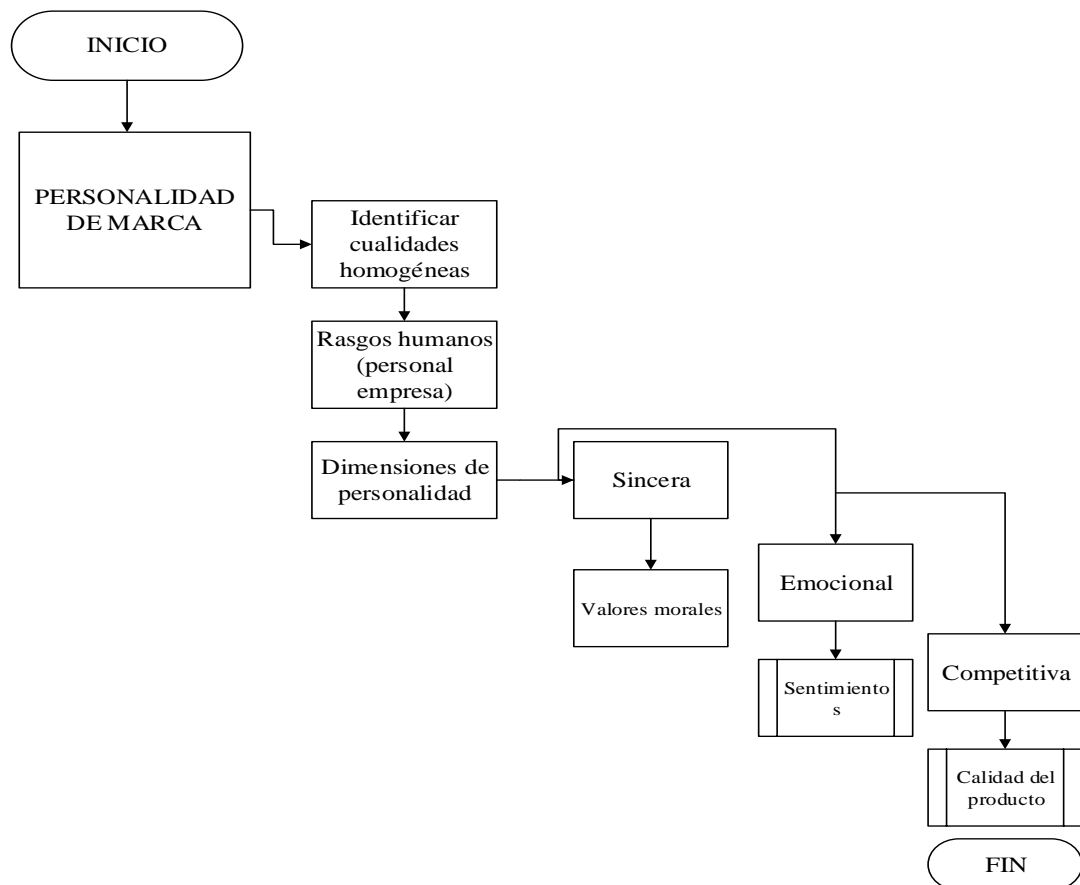 INICIO
PERSONALIDAD
DE MARCA
Identificar
cualidades
homogéneas
Rasgos humanos
(personal
empresa)
Dimensiones de
personalidad
Sincera
Valores morales
Emocional
Sentimiento
s
Competitiva
Calidad del
producto
FIN